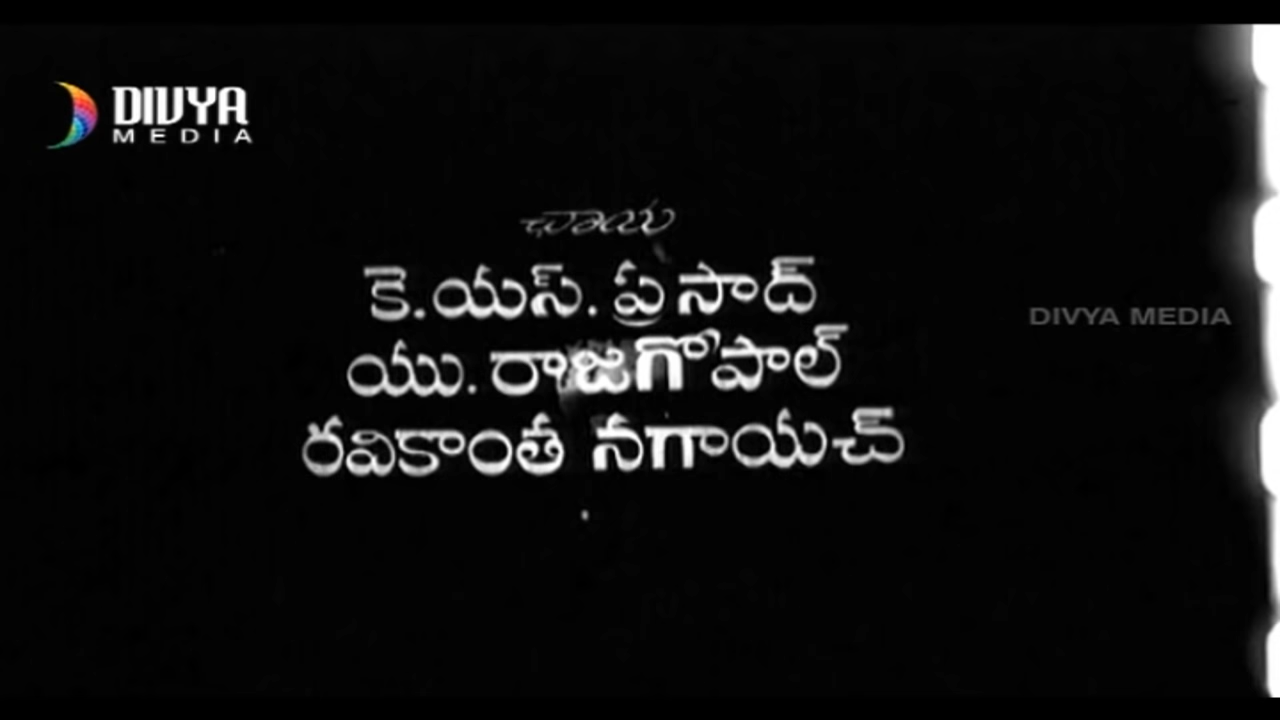 DIVYA
MEDIA
ఛాయ
కె.యస్. ప్రసాద్
యు. రాజగోపాల్
రవికాంత నగాయిచ్
DIVYA MEDIA